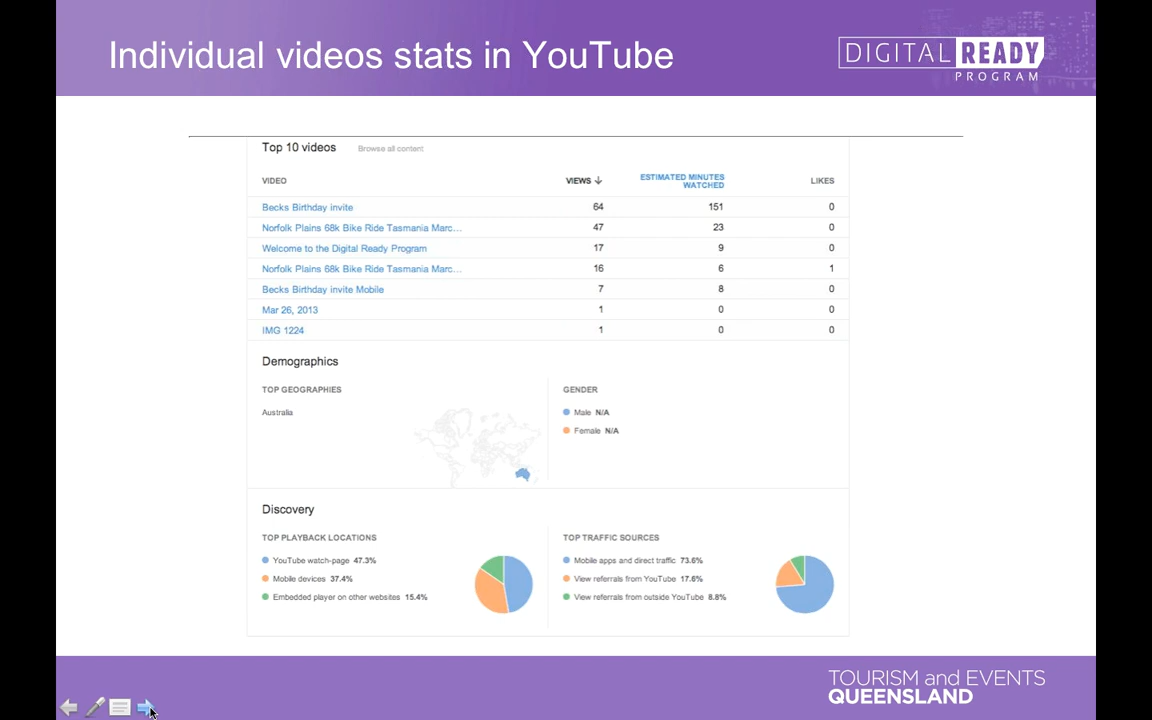 Individual videos stats in YouTube
DIGITAL READY
PROGRAM
Top 10 videos Browse all content
VIDEO VIEWS ESTIMATED MINUTES WATCHED LIKES
Becks Birthday invite 64 151 0
Norfolk Plains 68k Bike Ride Tasmania Marc... 47 23 0
Welcome to the Digital Ready Program 17 9 0
Norfolk Plains 68k Bike Ride Tasmania Marc... 16 6 1
Becks Birthday invite Mobile 7 8 0
Mar 26, 2013 1 0 0
IMG 1224 1 0 0
Demographics
TOP GEOGRAPHIES
Australia
GENDER
Male N/A
Female N/A
Discovery
TOP PLAYBACK LOCATIONS
YouTube watch-page 47.3%
Mobile devices 37.4%
Embedded player on other websites 15.4%
TOP TRAFFIC SOURCES
Mobile apps and direct traffic 73.6%
View referrals from YouTube 17.6%
View referrals from outside YouTube 8.8%
TOURISM and EVENTS
QUEENSLAND